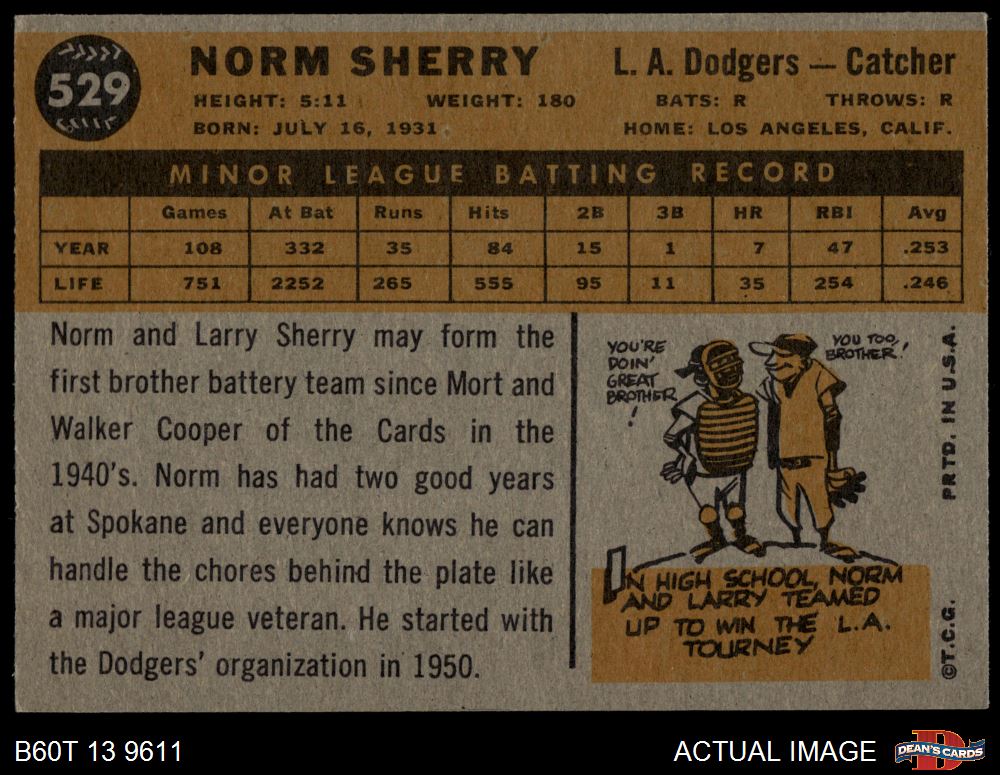 529
NORM SHERRY
L. A. Dodgers — Catcher
HEIGHT: 5:11 WEIGHT: 180 BATS: R THROWS: R
BORN: JULY 16, 1931 HOME: LOS ANGELES, CALIF.
MINOR LEAGUE BATTING RECORD
Games At Bat Runs Hits 2B 3B HR RBI Avg
YEAR 108 332 35 84 15 1 7 47 .253
LIFE 751 2252 265 555 95 11 35 254 .246
Norm and Larry Sherry may form the
first brother battery team since Mort and
Walker Cooper of the Cards in the
1940's. Norm has had two good years
at Spokane and everyone knows he can
handle the chores behind the plate like
a major league veteran. He started with
the Dodgers' organization in 1950.
YOU'RE
DOIN'
GREAT
BROTHER
!
YOU TOO,
BROTHER!
IN HIGH SCHOOL, NORM
AND LARRY TEAMED
UP TO WIN THE L.A.
TOURNEY
PRTD. IN U.S.A.
©T.C.G.
B60T 13 9611
ACTUAL IMAGE
D
DEAN'S CARDS